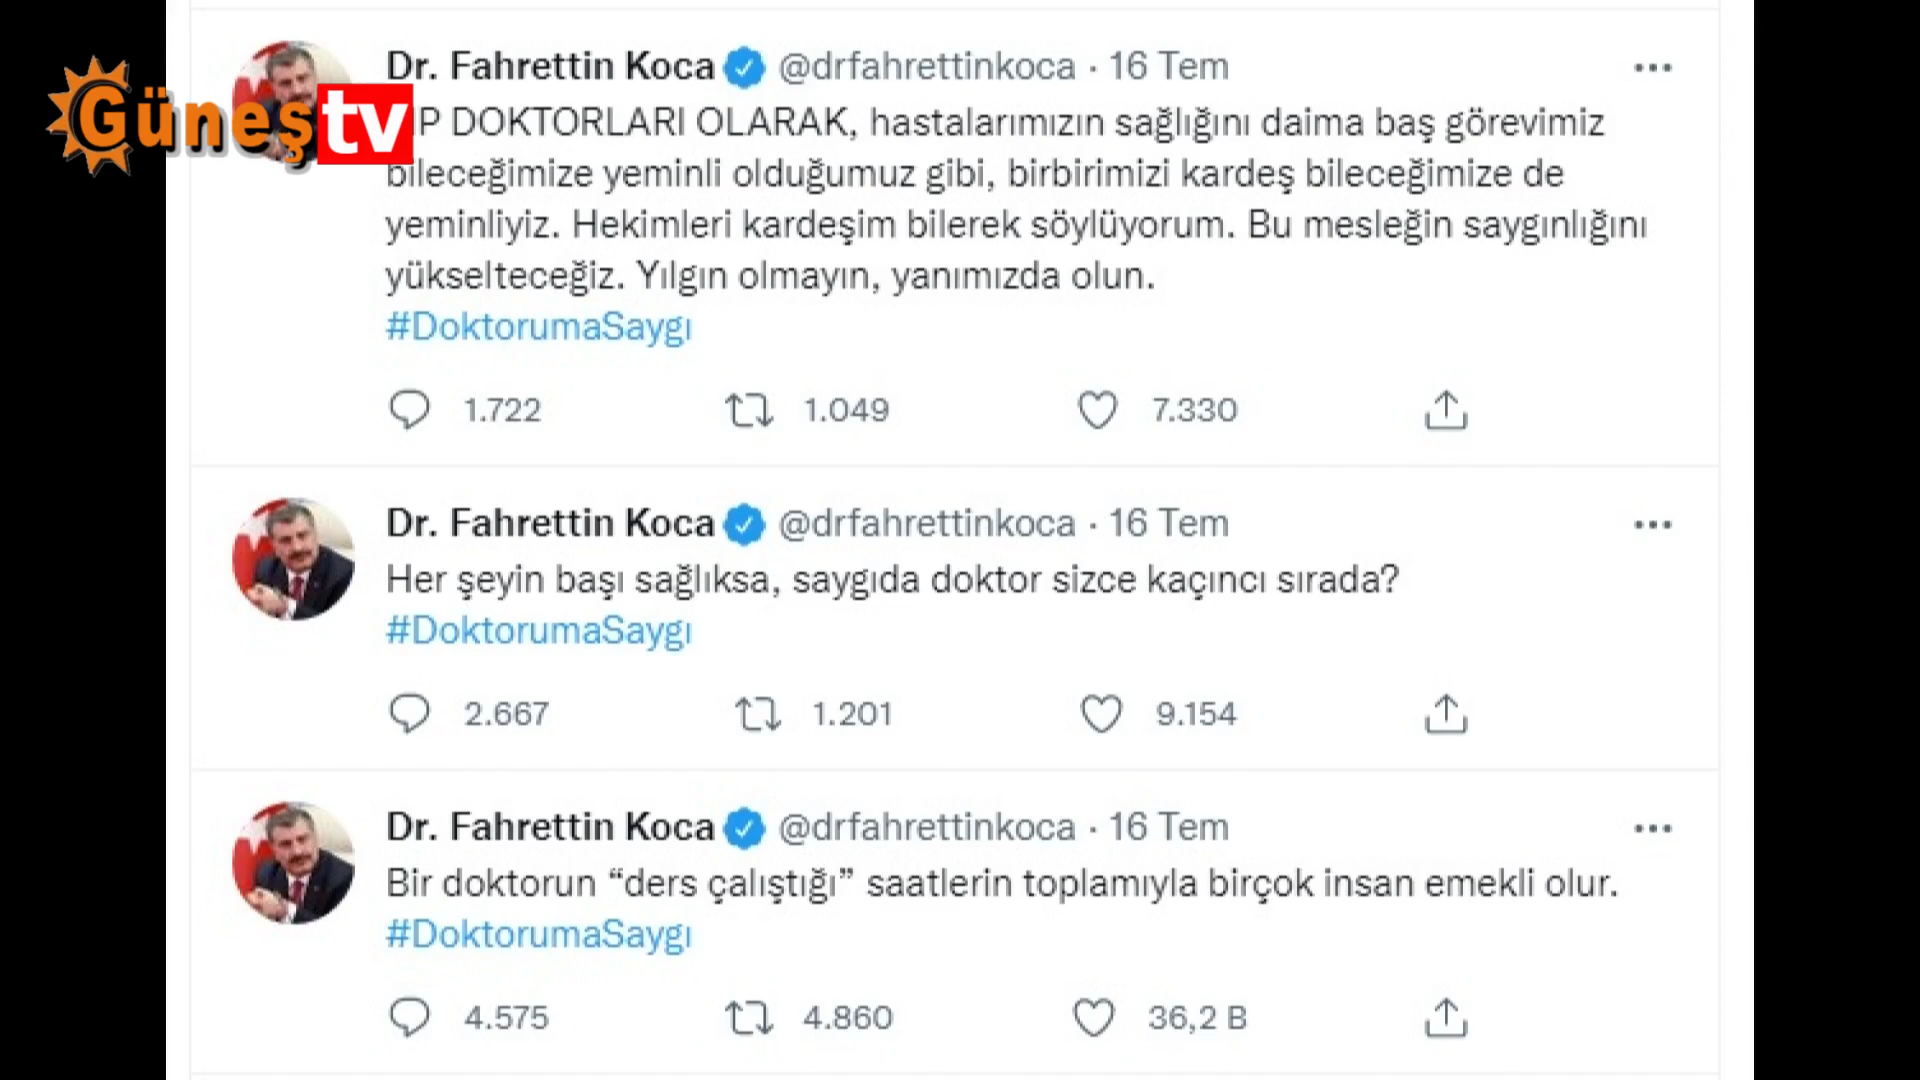 Güneş tv
Dr. Fahrettin Koca @drfahrettinkoca · 16 Tem
DOKTORLARI OLARAK, hastalarımızın sağlığını daima baş görevimiz
bileceğimize yeminli olduğumuz gibi, birbirimizi kardeş bileceğimize de
yeminliyiz. Hekimleri kardeşim bilerek söylüyorum. Bu mesleğin saygınlığını
yükselteceğiz. Yılgın olmayın, yanımızda olun.
#DoktorumaSaygı
1.722 1.049 7.330
Dr. Fahrettin Koca @drfahrettinkoca · 16 Tem
Her şeyin başı sağlıksa, saygıda doktor sizce kaçıncı sırada?
#DoktorumaSaygı
2.667 1.201 9.154
Dr. Fahrettin Koca @drfahrettinkoca · 16 Tem
Bir doktorun “ders çalıştığı” saatlerin toplamıyla birçok insan emekli olur.
#DoktorumaSaygı
4.575 4.860 36,2 B